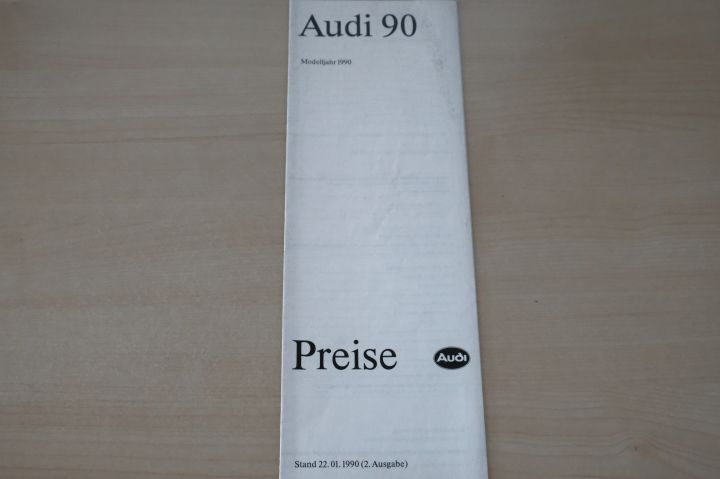 Audi 90
Modelljahr 1990
Preise
Audi
Stand 22.01.1990 (2. Ausgabe)